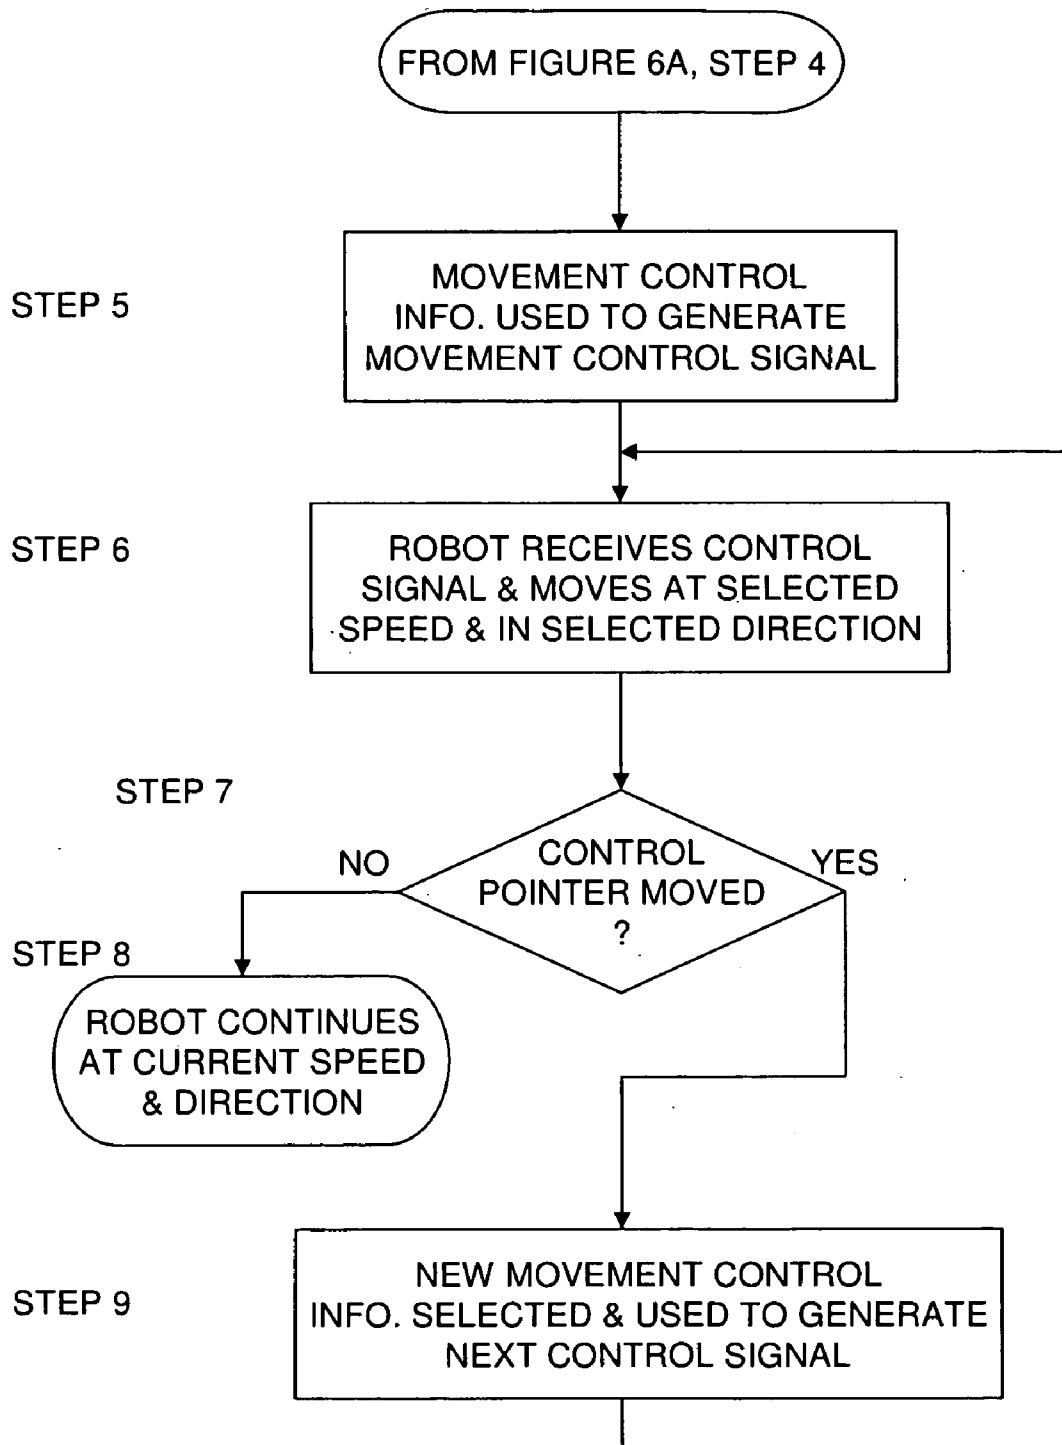 FROM FIGURE 6A, STEP 4
STEP 5
MOVEMENT CONTROL
INFO. USED TO GENERATE
MOVEMENT CONTROL SIGNAL
STEP 6
ROBOT RECEIVES CONTROL
SIGNAL & MOVES AT SELECTED
SPEED & IN SELECTED DIRECTION
STEP 7
NO
CONTROL
POINTER MOVED
?
YES
STEP 8
ROBOT CONTINUES
AT CURRENT SPEED
& DIRECTION
STEP 9
NEW MOVEMENT CONTROL
INFO. SELECTED & USED TO GENERATE
NEXT CONTROL SIGNAL